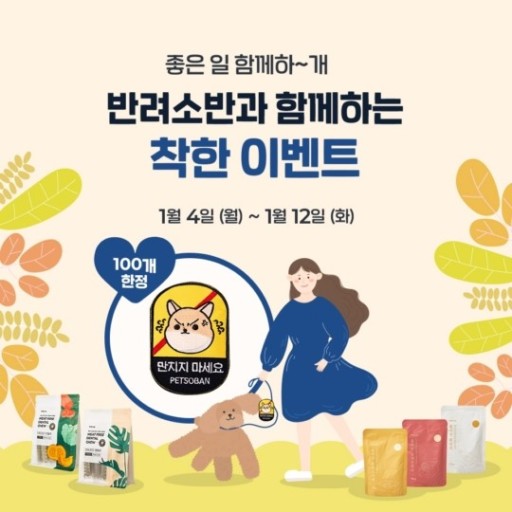 좋은 일 함께하~개
반려소반과 함께하는
착한 이벤트
1월 4일 (월) ~ 1월 12일 (화)
100개
한정
만지지 마세요
PETSOBAN